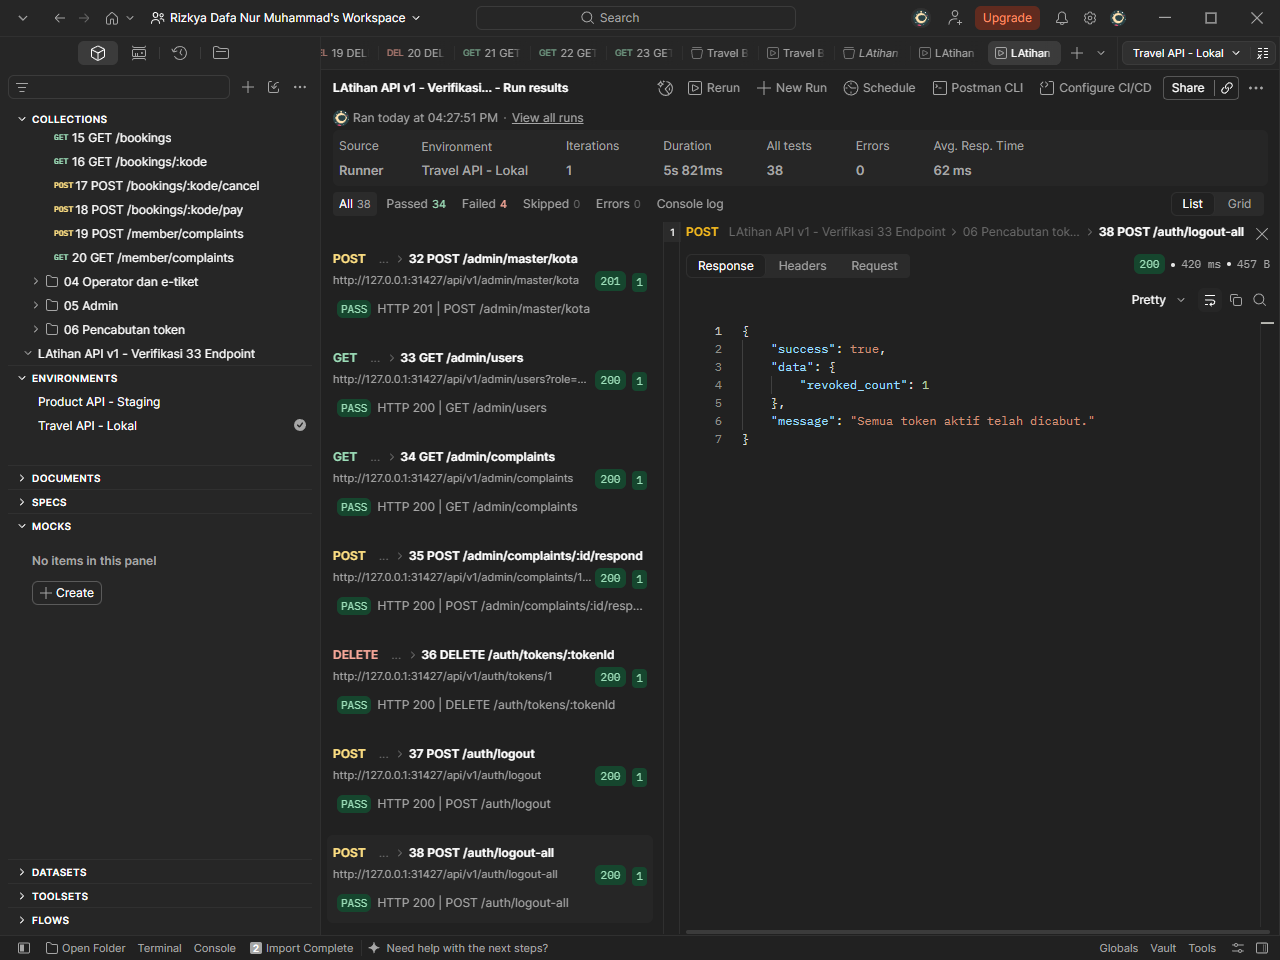 Rizkya Dafa Nur Muhammad's Workspace
Search
Upgrade
19 DEL
DEL 20 DEL
GET 21 GET
GET 22 GET
GET 23 GET
Travel B
Travel B
LAtihan
LAtihan
LAtihan
Travel API - Lokal
COLLECTIONS
GET 15 GET /bookings
GET 16 GET /bookings/:kode
POST 17 POST /bookings/:kode/cancel
POST 18 POST /bookings/:kode/pay
POST 19 POST /member/complaints
GET 20 GET /member/complaints
04 Operator dan e-tiket
05 Admin
06 Pencabutan token
LAtihan API v1 - Verifikasi 33 Endpoint
ENVIRONMENTS
Product API - Staging
Travel API - Lokal
DOCUMENTS
SPECS
MOCKS
No items in this panel
Create
DATASETS
TOOLSETS
FLOWS
LAtihan API v1 - Verifikasi... - Run results
Rerun
New Run
Schedule
Postman CLI
Configure CI/CD
Share
Ran today at 04:27:51 PM · View all runs
Source Environment Iterations Duration All tests Errors Avg. Resp. Time
Runner Travel API - Lokal 1 5s 821ms 38 0 62 ms
All 38 Passed 34 Failed 4 Skipped 0 Errors 0 Console log
List Grid
POST ... > 32 POST /admin/master/kota
http://127.0.0.1:31427/api/v1/admin/master/kota 201 1
PASS HTTP 201 | POST /admin/master/kota
GET ... > 33 GET /admin/users
http://127.0.0.1:31427/api/v1/admin/users?role=... 200 1
PASS HTTP 200 | GET /admin/users
GET ... > 34 GET /admin/complaints
http://127.0.0.1:31427/api/v1/admin/complaints 200 1
PASS HTTP 200 | GET /admin/complaints
POST ... > 35 POST /admin/complaints/:id/respond
http://127.0.0.1:31427/api/v1/admin/complaints/1... 200 1
PASS HTTP 200 | POST /admin/complaints/:id/resp...
DELETE ... > 36 DELETE /auth/tokens/:tokenId
http://127.0.0.1:31427/api/v1/auth/tokens/1 200 1
PASS HTTP 200 | DELETE /auth/tokens/:tokenId
POST ... > 37 POST /auth/logout
http://127.0.0.1:31427/api/v1/auth/logout 200 1
PASS HTTP 200 | POST /auth/logout
POST ... > 38 POST /auth/logout-all
http://127.0.0.1:31427/api/v1/auth/logout-all 200 1
PASS HTTP 200 | POST /auth/logout-all
1
POST LAtihan API v1 - Verifikasi 33 Endpoint > 06 Pencabutan tok... > 38 POST /auth/logout-all
Response Headers Request
200 • 420 ms • 457 B
Pretty
1 {
2 "success": true,
3 "data": {
4 "revoked_count": 1
5 },
6 "message": "Semua token aktif telah dicabut."
7 }
Open Folder Terminal Console 2 Import Complete Need help with the next steps?
Globals Vault Tools